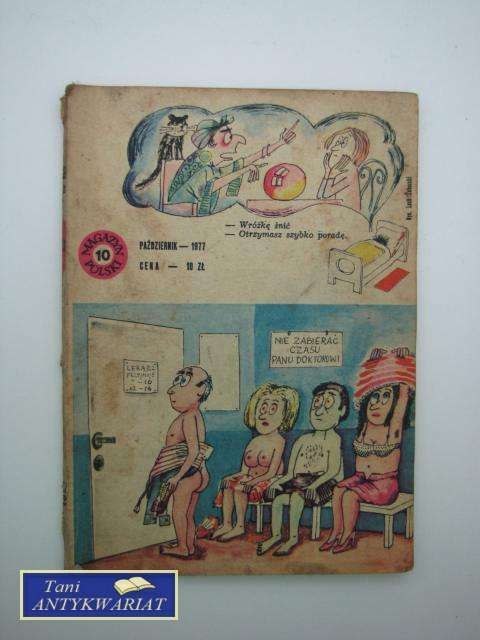 — Wróżkę śnić
— Otrzymasz szybko poradę.
MAGAZYN
10
POLSKI
PAŹDZIERNIK — 1977
CENA — 10 ZŁ
LEKARZ
NIE ZABIERAĆ
CZASU
PANU DOKTOROWI
Tani
ANTYKWARIAT